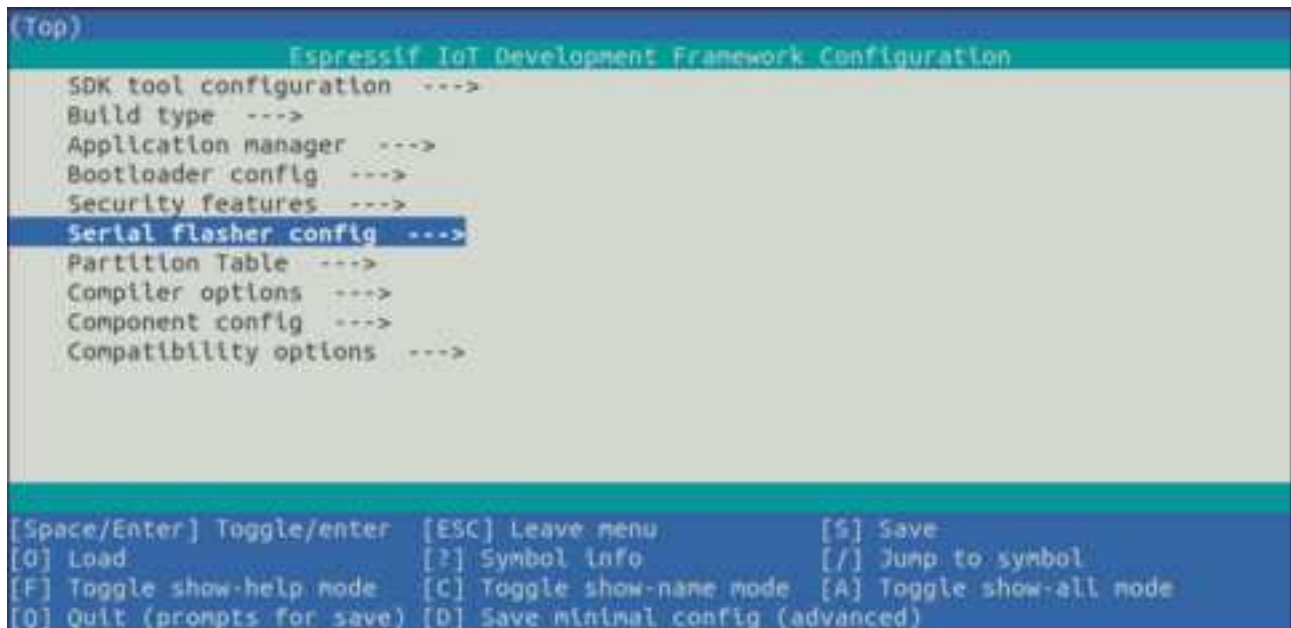 (Top)
Espressif IoT Development Framework Configuration
SDK tool configuration --->
Build type --->
Application manager --->
Bootloader config --->
Security features --->
Serial flasher config --->
Partition Table --->
Compiler options --->
Component config --->
Compatibility options --->
[Space/Enter] Toggle/enter [ESC] Leave menu [S] Save
[O] Load [?] Symbol info [/] Jump to symbol
[F] Toggle show-help mode [C] Toggle show-name mode [A] Toggle show-all mode
[Q] Quit (prompts for save) [D] Save minimal config (advanced)